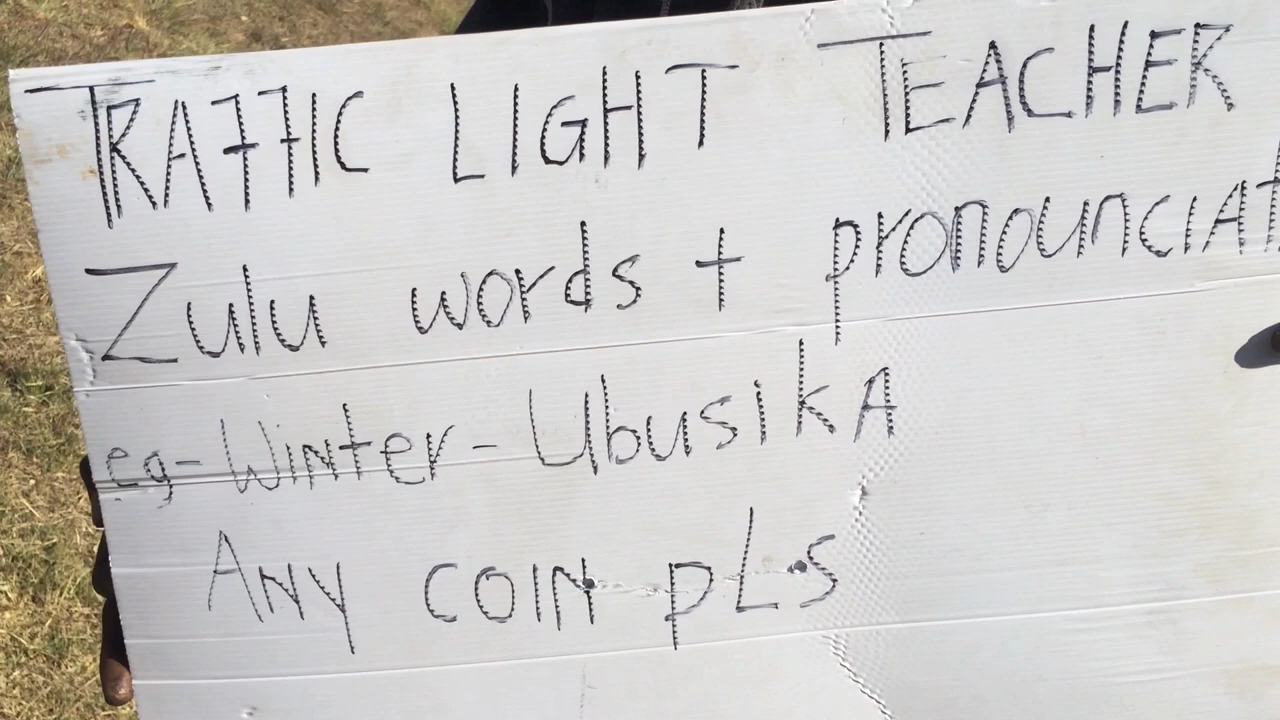 TRAFFIC LIGHT TEACHER
Zulu words + pronounciat
eg-Winter-UbusikA
ANY COIN pLS